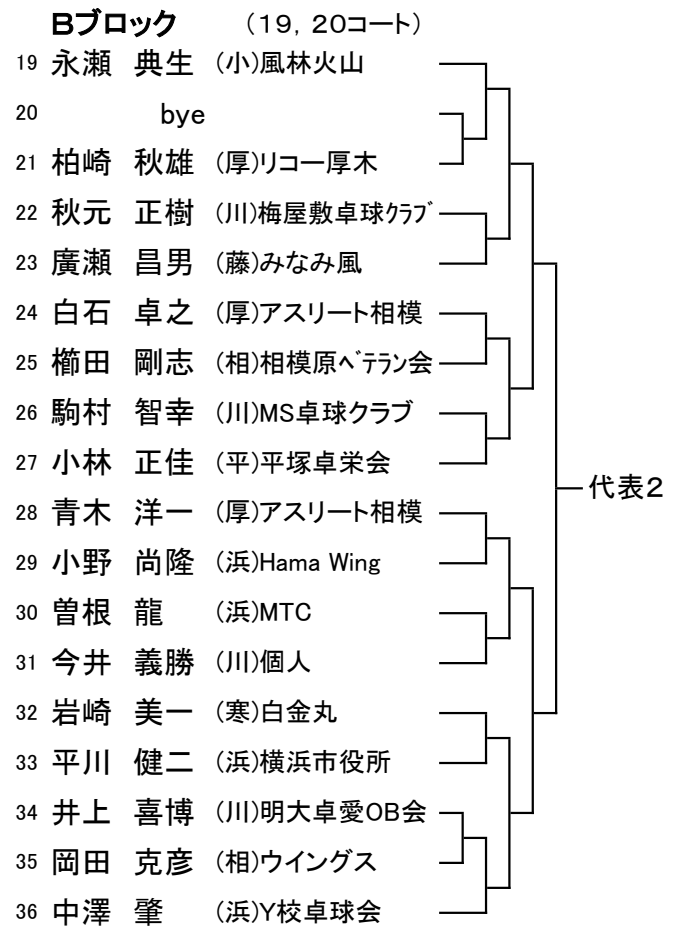 Bブロック （19，20コート）
19 永瀬 典生 （小）風林火山
20 bye
21 柏崎 秋雄 （厚）リコー厚木
22 秋元 正樹 （川）梅屋敷卓球ｸﾗﾌﾞ
23 廣瀬 昌男 （藤）みなみ風
24 白石 卓之 （厚）アスリート相模
25 櫛田 剛志 （相）相模原ﾍﾞﾃﾗﾝ会
26 駒村 智幸 （川）MS卓球クラブ
27 小林 正佳 （平）平塚卓栄会
代表2
28 青木 洋一 （厚）アスリート相模
29 小野 尚隆 （浜）Hama Wing
30 曽根 龍 （浜）MTC
31 今井 義勝 （川）個人
32 岩崎 美一 （寒）白金丸
33 平川 健二 （浜）横浜市役所
34 井上 喜博 （川）明大卓愛OB会
35 岡田 克彦 （相）ウイングス
36 中澤 肇 （浜）Y校卓球会